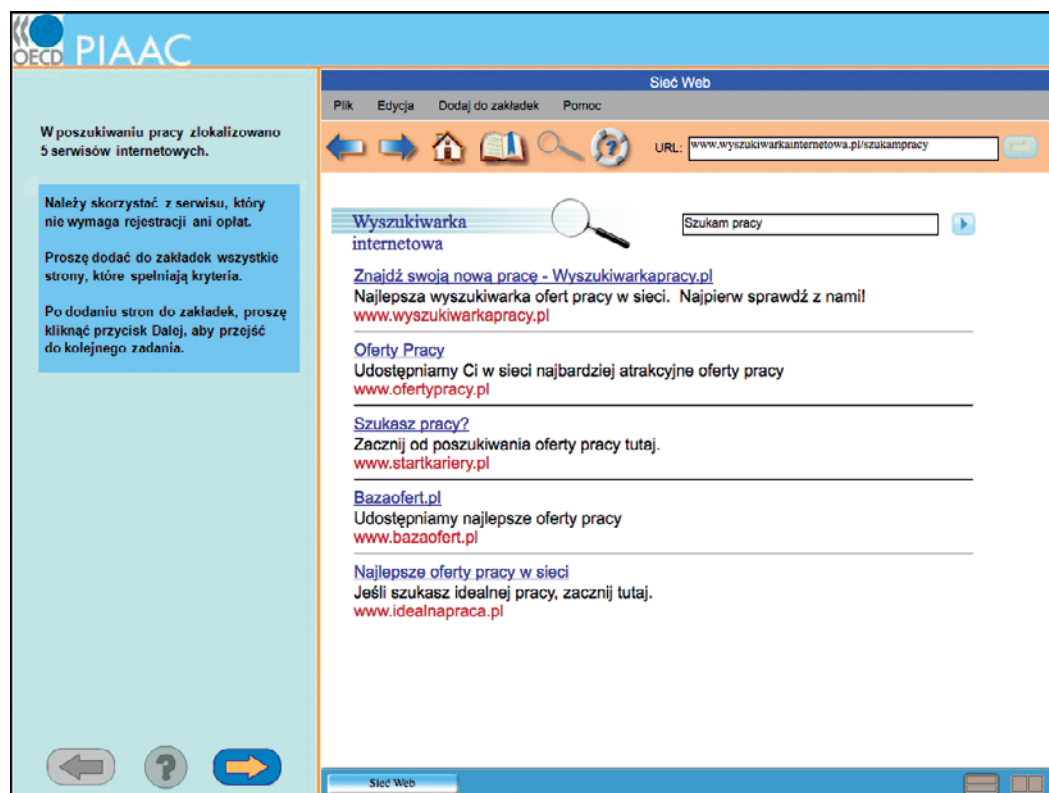 OECD PIAAC
W poszukiwaniu pracy zlokalizowano
5 serwisów internetowych.
Należy skorzystać z serwisu, który
nie wymaga rejestracji ani opłat.
Proszę dodać do zakładek wszystkie
strony, które spełniają kryteria.
Po dodaniu stron do zakładek, proszę
kliknąć przycisk Dalej, aby przejść
do kolejnego zadania.
Sieć Web
Plik Edycja Dodaj do zakładek Pomoc
URL: www.wyszukiwarkainternetowa.pl/szukampracy
Wyszukiwarka
internetowa
Szukam pracy
Znajdź swoją nowa pracę - Wyszukiwarkapracy.pl
Najlepsza wyszukiwarka ofert pracy w sieci. Najpierw sprawdź z nami!
www.wyszukiwarkapracy.pl
Oferty Pracy
Udostępniamy Ci w sieci najbardziej atrakcyjne oferty pracy
www.ofertypracy.pl
Szukasz pracy?
Zacznij od poszukiwania oferty pracy tutaj.
www.startkariery.pl
Bazaofert.pl
Udostępniamy najlepsze oferty pracy
www.bazaofert.pl
Najlepsze oferty pracy w sieci
Jeśli szukasz idealnej pracy, zacznij tutaj.
www.idealnapraca.pl
Sieć Web